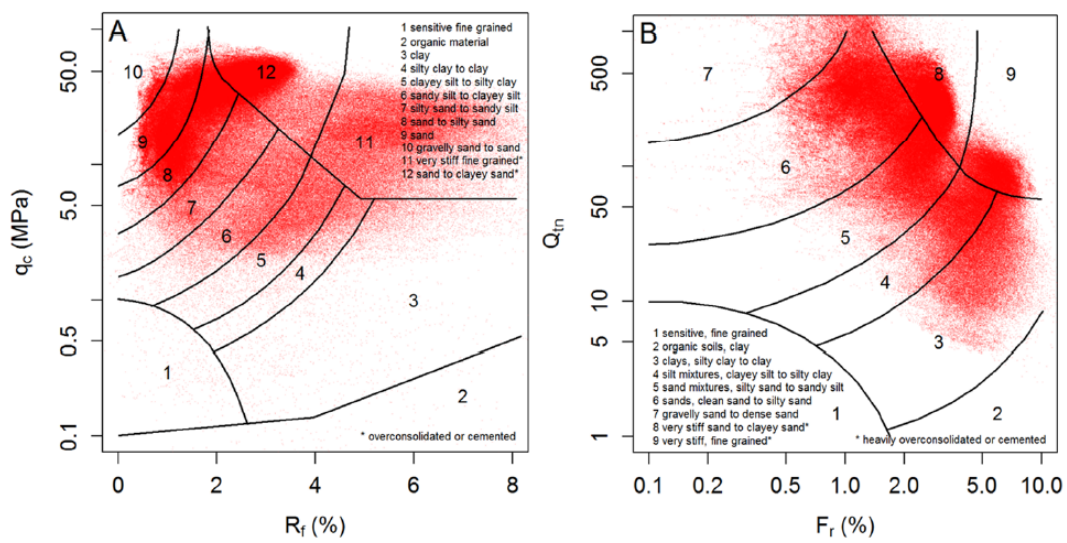 A
1 sensitive fine grained
2 organic material
3 clay
4 silty clay to clay
5 clayey silt to silty clay
6 sandy silt to clayey silt
7 silty sand to sandy silt
8 sand to silty sand
9 sand
10 gravelly sand to sand
11 very stiff fine grained*
12 sand to clayey sand*
10
12
11
9
8
7
6
5
4
3
1
2
* overconsolidated or cemented
50.0
5.0
0.5
0.1
qc (MPa)
0 2 4 6 8
Rf (%)
B
7
8
9
6
5
4
3
1
2
1 sensitive, fine grained
2 organic soils, clay
3 clays, silty clay to clay
4 silt mixtures, clayey silt to silty clay
5 sand mixtures, silty sand to sandy silt
6 sands, clean sand to silty sand
7 gravelly sand to dense sand
8 very stiff sand to clayey sand*
9 very stiff, fine grained*
* heavily overconsolidated or cemented
500
50
10
5
1
Qtn
0.1 0.2 0.5 1.0 2.0 5.0 10.0
Fr (%)